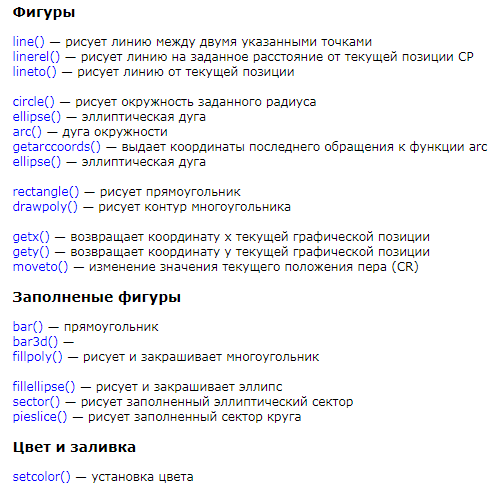 Фигуры
line() — рисует линию между двумя указанными точками
linerel() — рисует линию на заданное расстояние от текущей позиции CP
lineto() — рисует линию от текущей позиции
circle() — рисует окружность заданного радиуса
ellipse() — эллиптическая дуга
arc() — дуга окружности
getarccoords() — выдает координаты последнего обращения к функции arc
ellipse() — эллиптическая дуга
rectangle() — рисует прямоугольник
drawpoly() — рисует контур многоугольника
getx() — возвращает координату x текущей графической позиции
gety() — возвращает координату y текущей графической позиции
moveto() — изменение значения текущего положения пера (CR)
Заполненые фигуры
bar() — прямоугольник
bar3d() —
fillpoly() — рисует и закрашивает многоугольник
fillellipse() — рисует и закрашивает эллипс
sector() — рисует заполненный эллиптический сектор
pieslice() — рисует заполненный сектор круга
Цвет и заливка
setcolor() — установка цвета